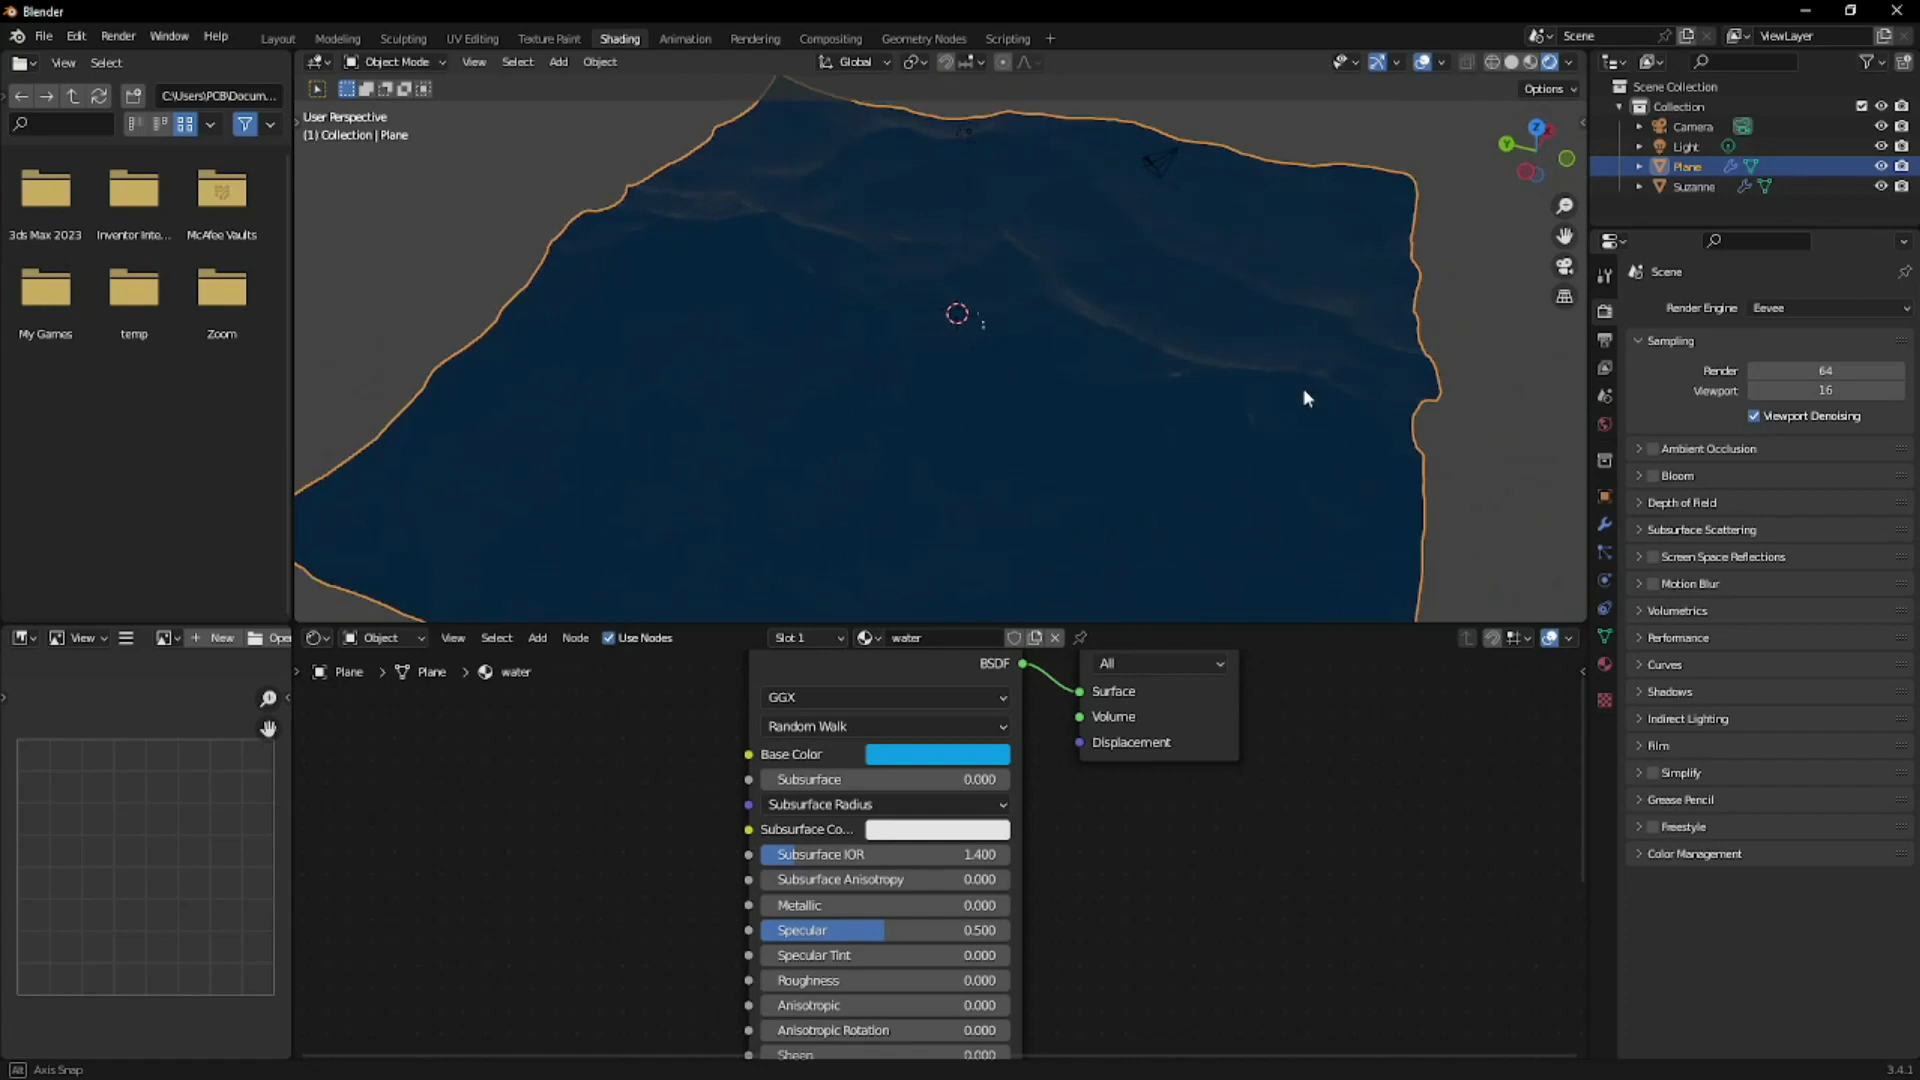 Blender
File Edit Render Window Help
Layout Modeling Sculpting UV Editing Texture Paint Shading Animation Rendering Compositing Geometry Nodes Scripting +
Scene
ViewLayer
View Select
Object Mode View Select Add Object
Global
C:\Users\PCB\Docum...
Options
User Perspective
(1) Collection | Plane
Z
Y
3ds Max 2023
Inventor Inte...
McAfee Vaults
My Games
temp
Zoom
Scene Collection
Collection
Camera
Light
Plane
Suzanne
Scene
Render Engine Eevee
Sampling
Render 64
Viewport 16
Viewport Denoising
Ambient Occlusion
Bloom
Depth of Field
Subsurface Scattering
Screen Space Reflections
Motion Blur
Volumetrics
Performance
Curves
Shadows
Indirect Lighting
Film
Simplify
Grease Pencil
Freestyle
Color Management
View
New
Open
Object View Select Add Node Use Nodes
Slot 1
water
Plane > Plane > water
BSDF
GGX
Random Walk
Base Color
Subsurface 0.000
Subsurface Radius
Subsurface Co...
Subsurface IOR 1.400
Subsurface Anisotropy 0.000
Metallic 0.000
Specular 0.500
Specular Tint 0.000
Roughness 0.000
Anisotropic 0.000
Anisotropic Rotation 0.000
Sheen 0.000
All
Surface
Volume
Displacement
Alt Axis Snap
3.4.1